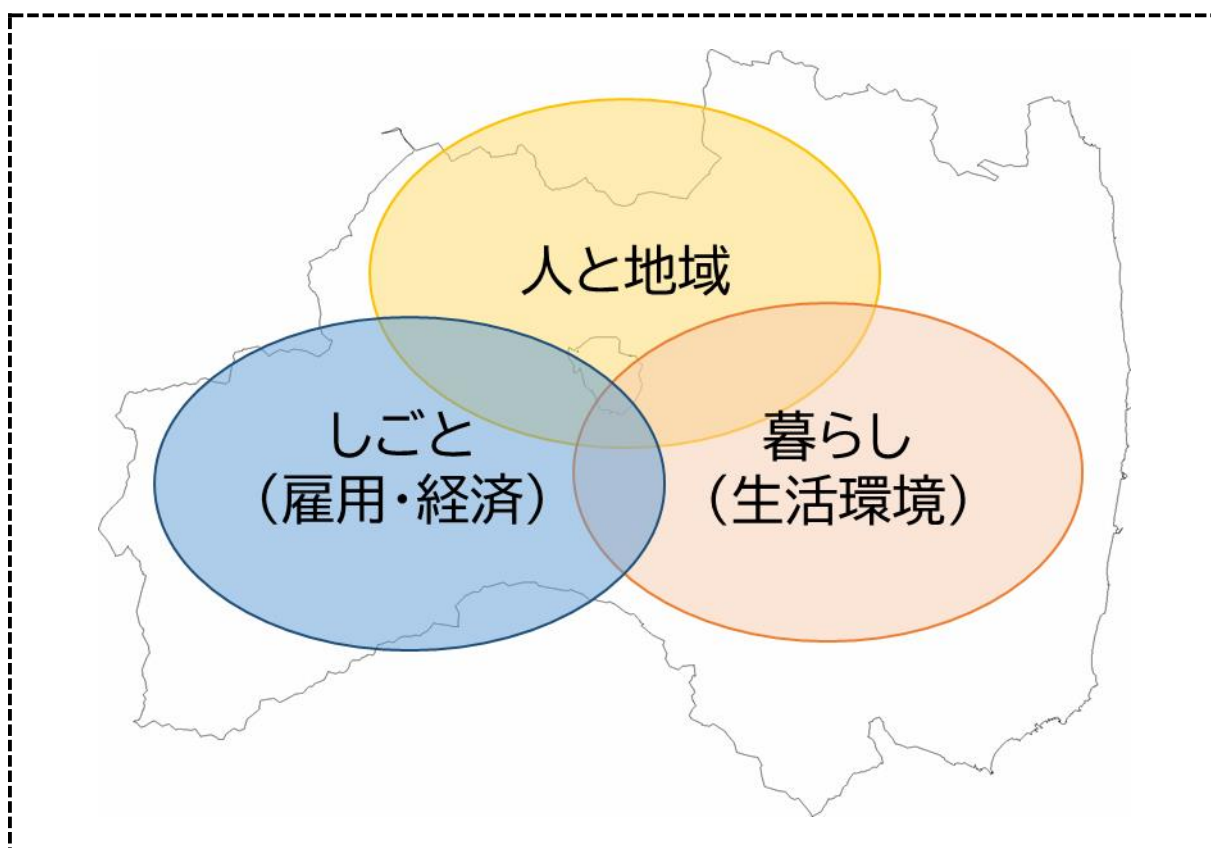 人と地域
しごと
（雇用・経済）
暮らし
（生活環境）